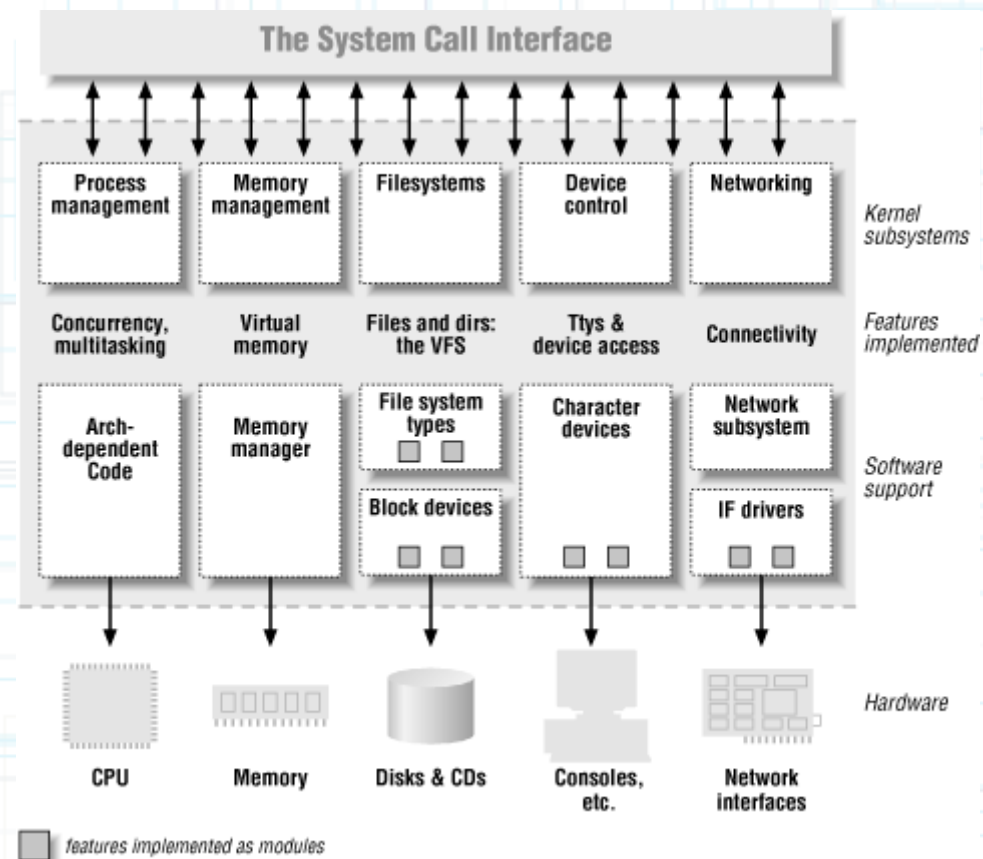 The System Call Interface
Process
management
Memory
management
Filesystems
Device
control
Networking
Kernel
subsystems
Concurrency,
multitasking
Virtual
memory
Files and dirs:
the VFS
Ttys &
device access
Connectivity
Features
implemented
Arch-
dependent
Code
Memory
manager
File system
types
Block devices
Character
devices
Network
subsystem
IF drivers
Software
support
Hardware
CPU
Memory
Disks & CDs
Consoles,
etc.
Network
interfaces
features implemented as modules